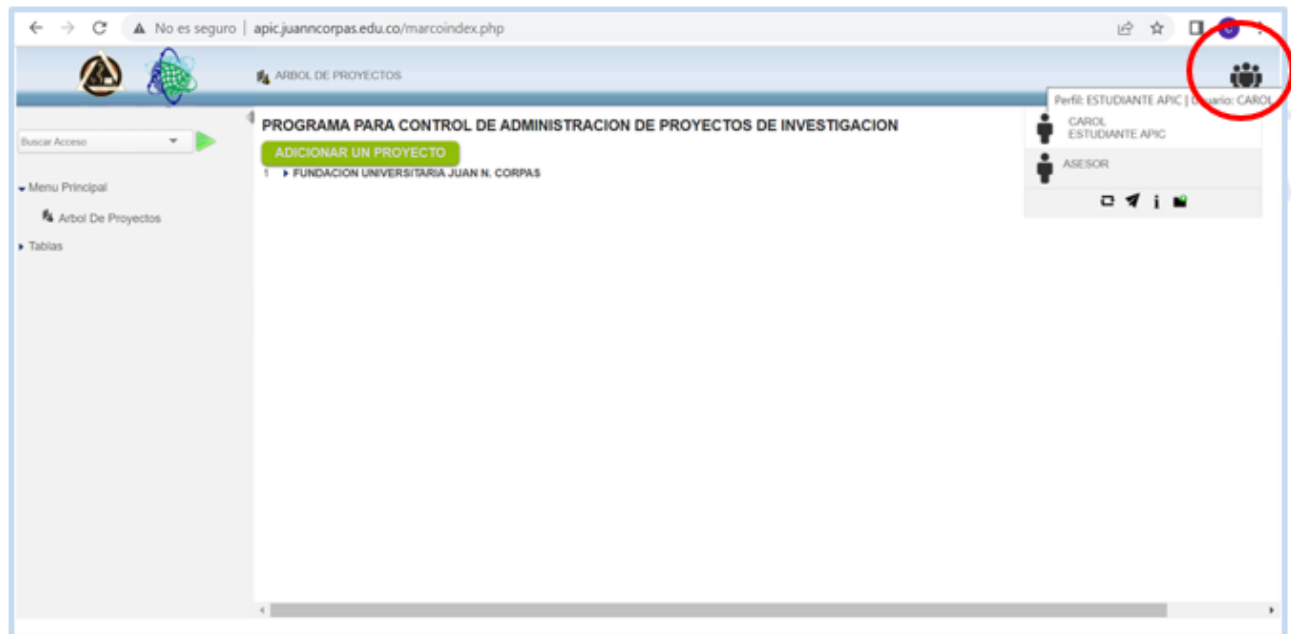 No es seguro | apic.juanncorpas.edu.co/marcoindex.php
ARBOL DE PROYECTOS
Perfil: ESTUDIANTE APIC | Usuario: CAROL
Buscar Acceso
PROGRAMA PARA CONTROL DE ADMINISTRACION DE PROYECTOS DE INVESTIGACION
CAROL
ESTUDIANTE APIC
ADICIONAR UN PROYECTO
ASESOR
1 FUNDACION UNIVERSITARIA JUAN N. CORPAS
Menu Principal
Arbol De Proyectos
Tablas